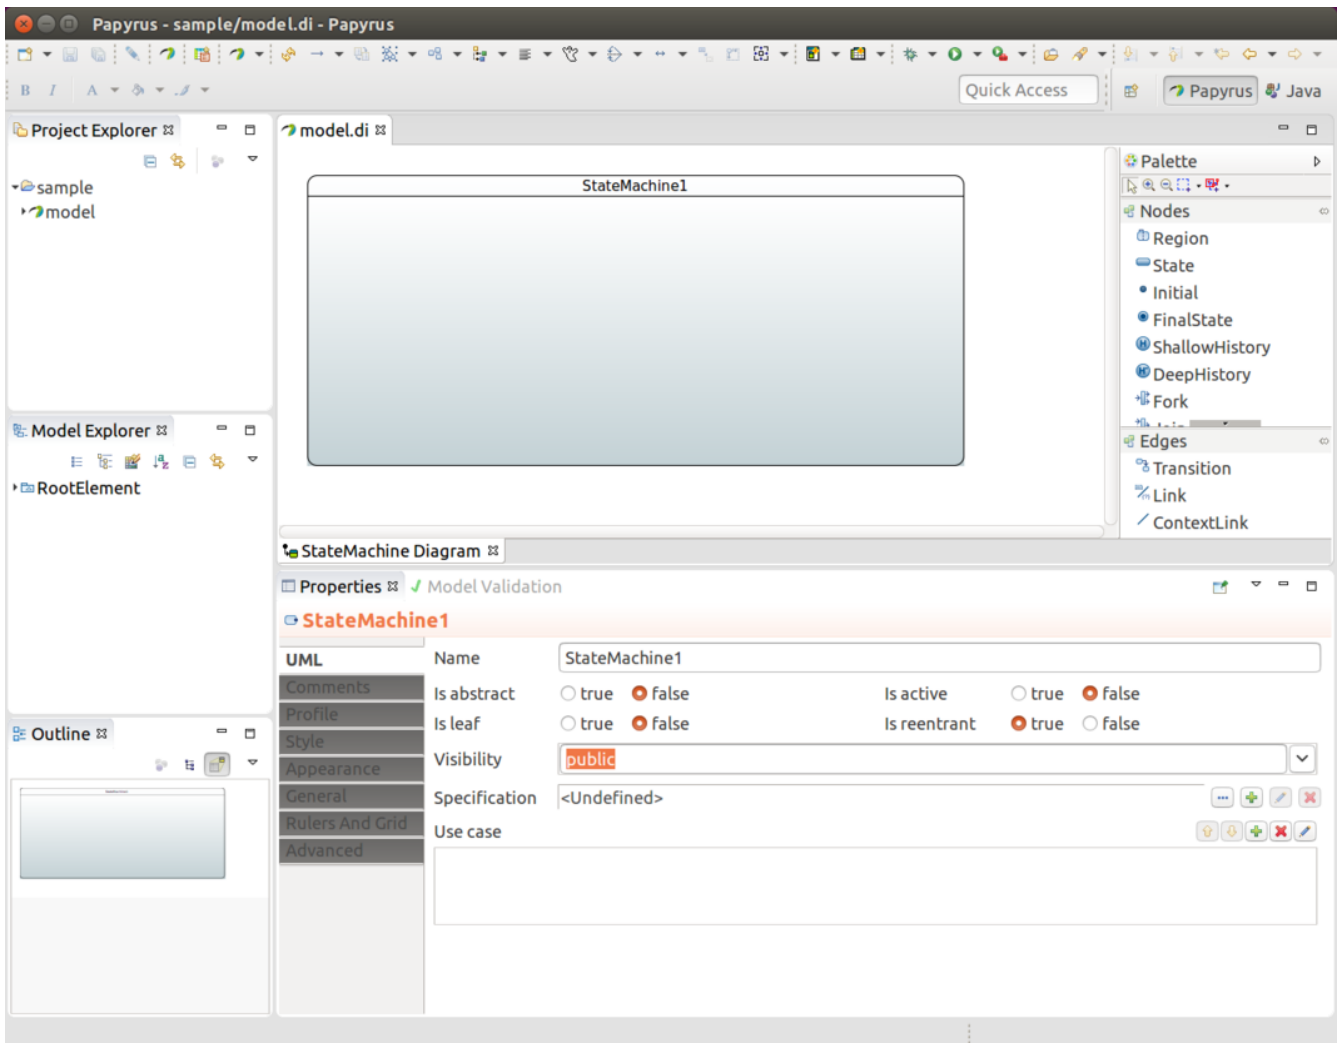 Papyrus - sample/model.di - Papyrus
B I A
Quick Access
Papyrus
Java
Project Explorer
sample
model
model.di
StateMachine1
Palette
Nodes
Region
State
Initial
FinalState
ShallowHistory
DeepHistory
Fork
Edges
Transition
Link
ContextLink
Model Explorer
RootElement
StateMachine Diagram
Outline
Properties
Model Validation
StateMachine1
UML
Comments
Profile
Style
Appearance
General
Rulers And Grid
Advanced
Name StateMachine1
Is abstract true false Is active true false
Is leaf true false Is reentrant true false
Visibility public
Specification <Undefined>
Use case